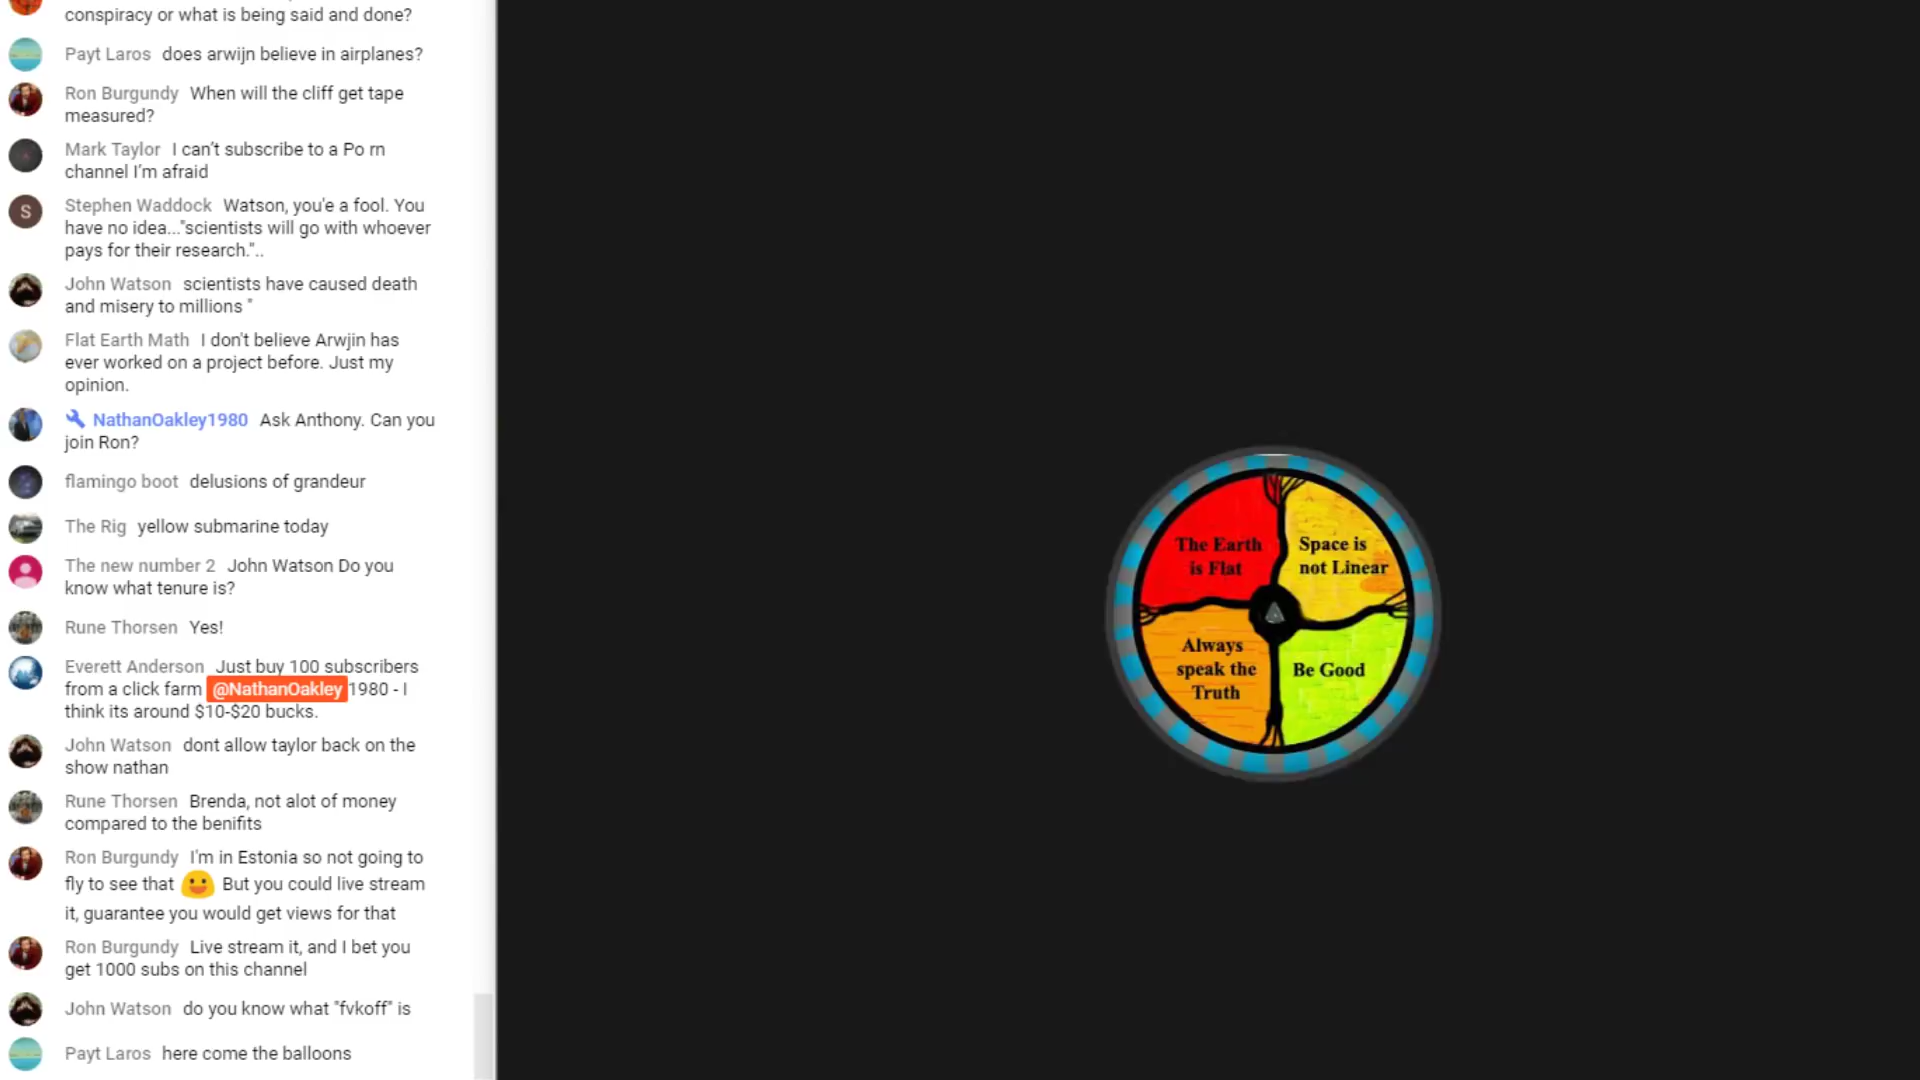 conspiracy or what is being said and done?
Payt Laros does arwijn believe in airplanes?
Ron Burgundy When will the cliff get tape
measured?
Mark Taylor I can't subscribe to a Po rn
channel I'm afraid
S
Stephen Waddock Watson, you'e a fool. You
have no idea..."scientists will go with whoever
pays for their research."..
John Watson scientists have caused death
and misery to millions "
Flat Earth Math I don't believe Arwjin has
ever worked on a project before. Just my
opinion.
NathanOakley1980 Ask Anthony. Can you
join Ron?
flamingo boot delusions of grandeur
The Rig yellow submarine today
The new number 2 John Watson Do you
know what tenure is?
Rune Thorsen Yes!
Everett Anderson Just buy 100 subscribers
from a click farm @NathanOakley 1980 - I
think its around $10-$20 bucks.
John Watson dont allow taylor back on the
show nathan
Rune Thorsen Brenda, not alot of money
compared to the benifits
Ron Burgundy I'm in Estonia so not going to
fly to see that 😃 But you could live stream
it, guarantee you would get views for that
Ron Burgundy Live stream it, and I bet you
get 1000 subs on this channel
John Watson do you know what "fvkoff" is
Payt Laros here come the balloons
The Earth
is Flat
Space is
not Linear
Always
speak the
Truth
Be Good